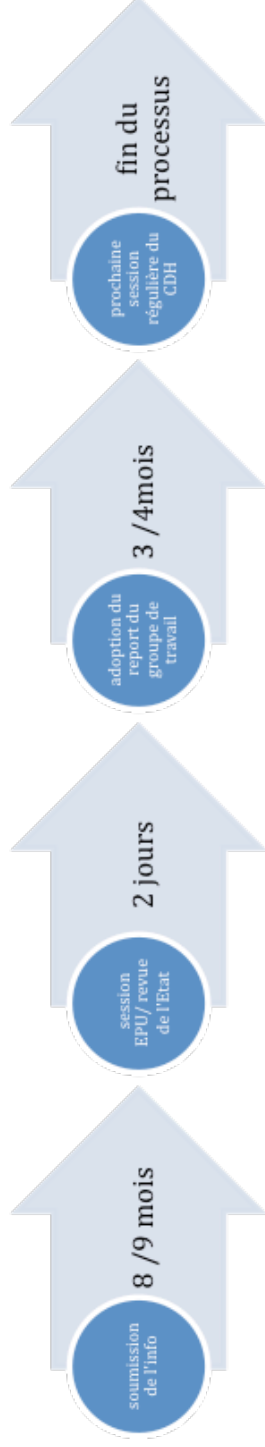 soumission
de l'info
8 /9 mois
session
EPU/ revue
de l'Etat
2 jours
adoption du
report du
groupe de
travail
3 /4mois
prochaine
session
régulière du
CDH
fin du
processus